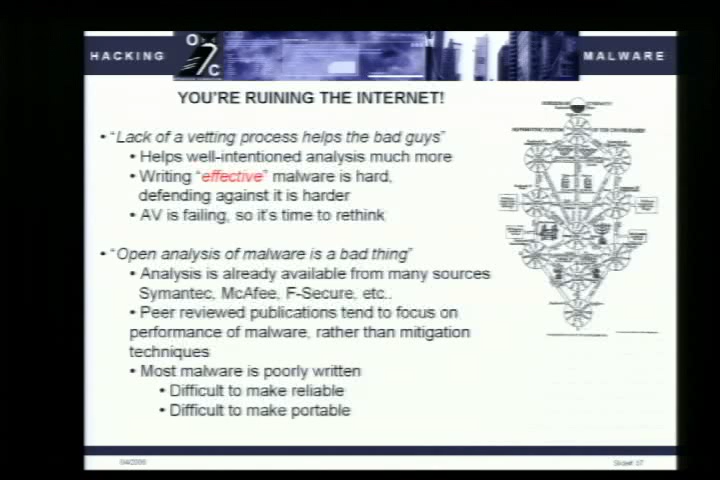 HACKING
O
C
MALWARE
YOU'RE RUINING THE INTERNET!
• "Lack of a vetting process helps the bad guys"
• Helps well-intentioned analysis much more
• Writing "effective" malware is hard,
defending against it is harder
• AV is failing, so it's time to rethink
• "Open analysis of malware is a bad thing"
• Analysis is already available from many sources
Symantec, McAfee, F-Secure, etc..
• Peer reviewed publications tend to focus on
performance of malware, rather than mitigation
techniques
• Most malware is poorly written
• Difficult to make reliable
• Difficult to make portable